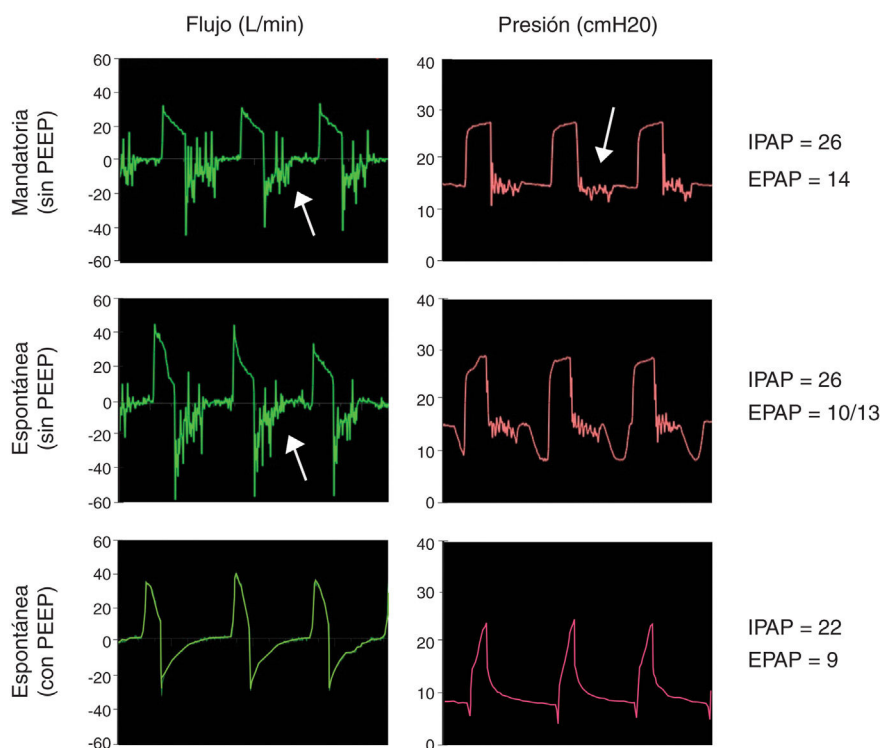 Flujo (L/min)
Presión (cmH20)
Mandatoria
(sin PEEP)
60
40
20
0
-20
-40
-60
40
30
20
10
0
IPAP = 26
EPAP = 14
Espontánea
(sin PEEP)
60
40
20
0
-20
-40
-60
40
30
20
10
0
IPAP = 26
EPAP = 10/13
Espontánea
(con PEEP)
60
40
20
0
-20
-40
-60
40
30
20
10
0
IPAP = 22
EPAP = 9